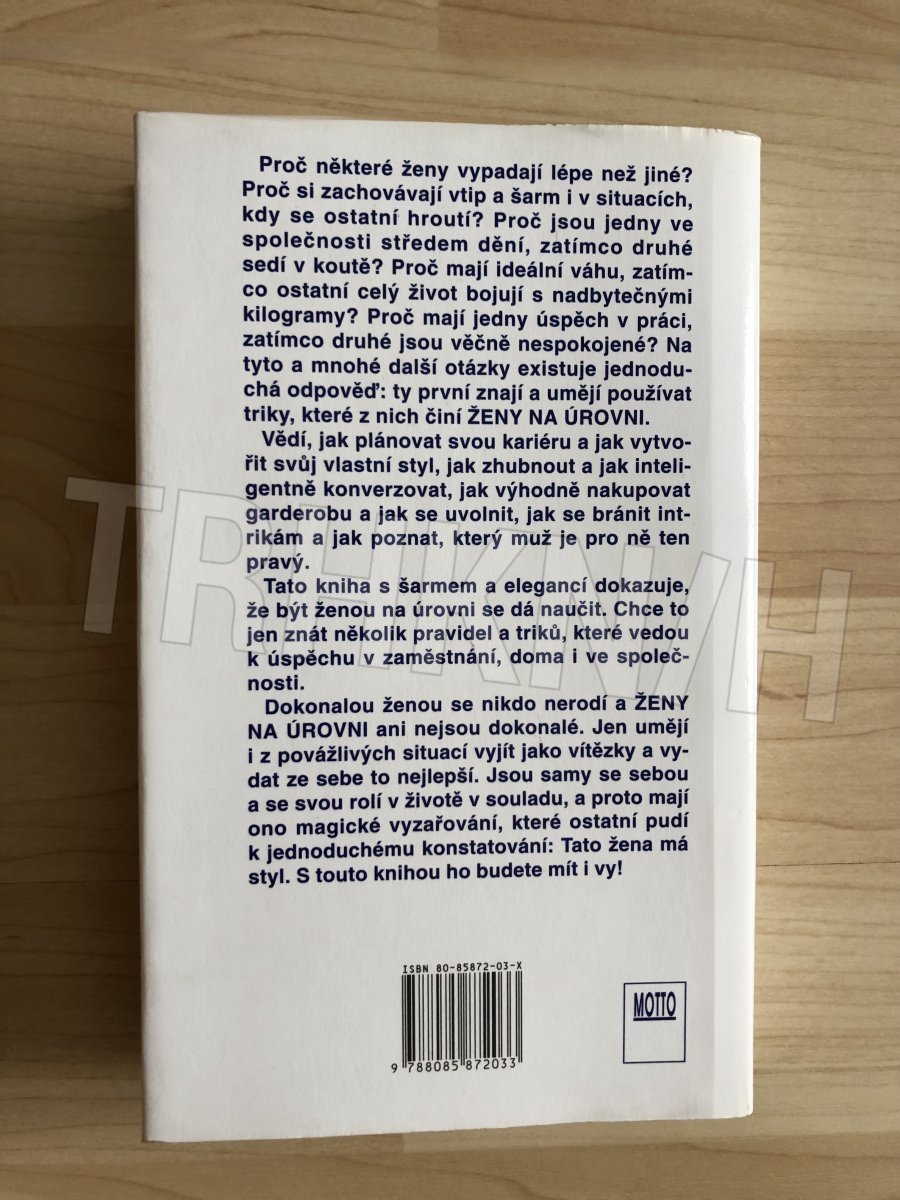 Proč některé ženy vypadají lépe než jiné?
Proč si zachovávají vtip a šarm i v situacích,
kdy se ostatní hroutí? Proč jsou jedny ve
společnosti středem dění, zatímco druhé
sedí v koutě? Proč mají ideální váhu, zatím-
co ostatní celý život bojují s nadbytečnými
kilogramy? Proč mají jedny úspěch v práci,
zatímco druhé jsou věčně nespokojené? Na
tyto a mnohé další otázky existuje jednodu-
chá odpověď: ty první znají a umějí používat
triky, které z nich činí ŽENY NA ÚROVNI.
Vědí, jak plánovat svou kariéru a jak vytvo-
řit svůj vlastní styl, jak zhubnout a jak inteli-
gentně konverzovat, jak výhodně nakupovat
garderobu a jak se uvolnit, jak se bránit int-
rikám a jak poznat, který muž je pro ně ten
pravý.
Tato kniha s šarmem a elegancí dokazuje,
že být ženou na úrovni se dá naučit. Chce to
jen znát několik pravidel a triků, které vedou
k úspěchu v zaměstnání, doma i ve společ-
nosti.
Dokonalou ženou se nikdo nerodí a ŽENY
NA ÚROVNI ani nejsou dokonalé. Jen umějí
i z povážlivých situací vyjít jako vítězky a vy-
dat ze sebe to nejlepší. Jsou samy se sebou
a se svou rolí v životě v souladu, a proto mají
ono magické vyzařování, které ostatní pudí
k jednoduchému konstatování: Tato žena má
styl. S touto knihou ho budete mít i vy!
TRHKNIH
ISBN 80-85872-03-X
9 788085 872033
MOTTO